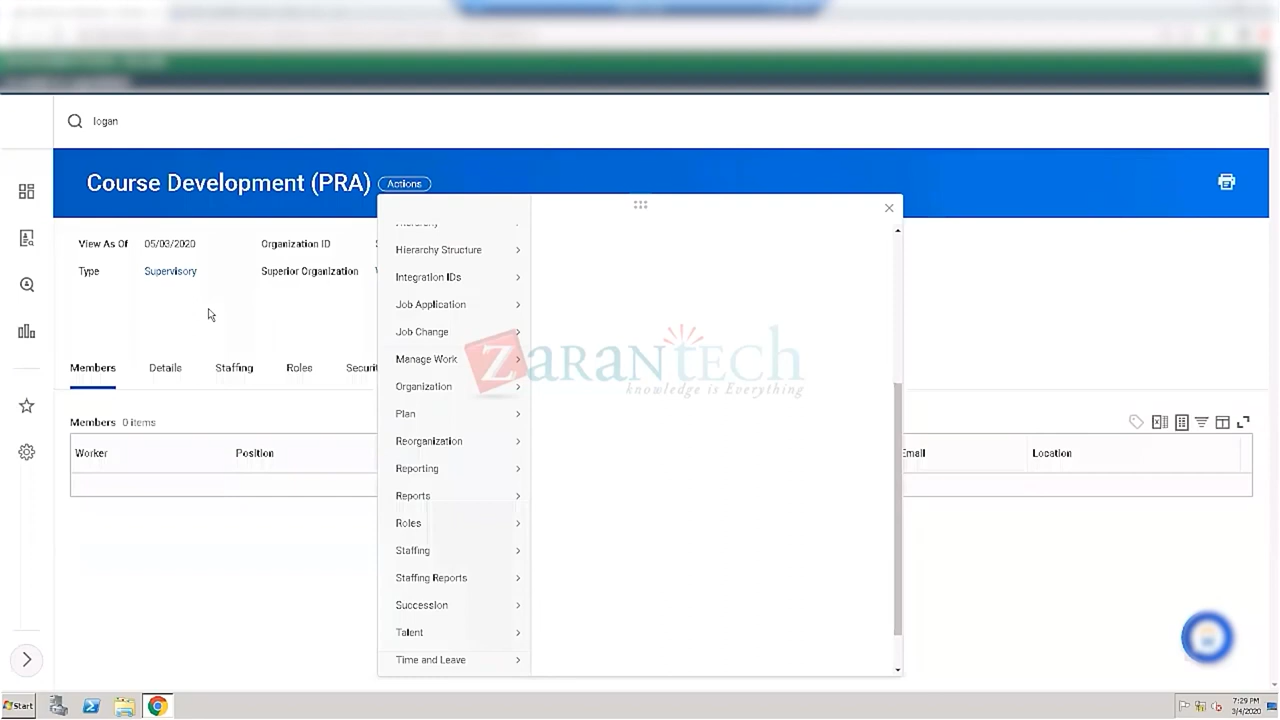 logan
Course Development (PRA) Actions
View As Of 05/03/2020 Organization ID
Type Supervisory Superior Organization
Hierarchy
Hierarchy Structure
Integration IDs
Job Application
Job Change
Manage Work
Organization
Plan
Reorganization
Reporting
Reports
Roles
Staffing
Staffing Reports
Succession
Talent
Time and Leave
ZARANTECH
knowledge is Everything
Members Details Staffing Roles Securit
Members 0 items
Worker Position Email Location
Start 7:29 PM
3/4/2020